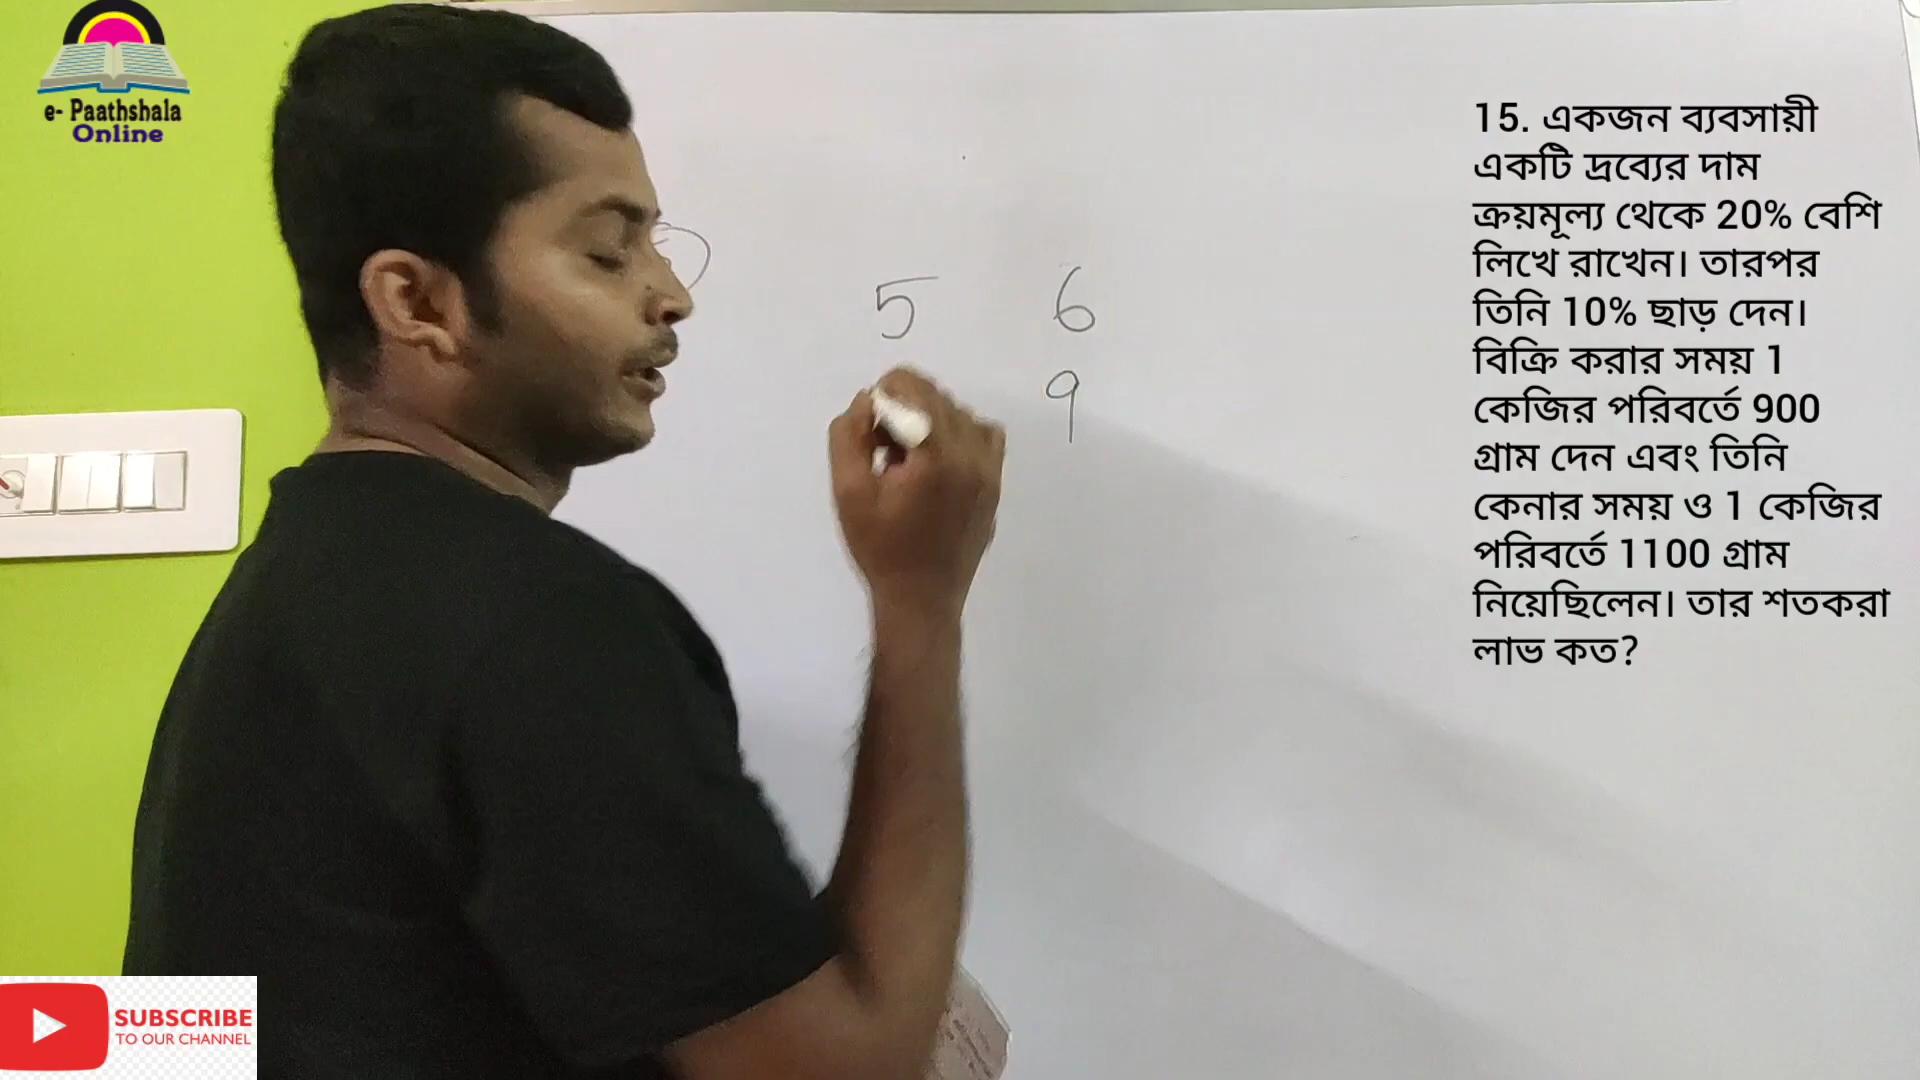 e- Paathshala
Online
15. একজন ব্যবসায়ী
একটি দ্রব্যের দাম
ক্রয়মূল্য থেকে 20% বেশি
লিখে রাখেন। তারপর
তিনি 10% ছাড় দেন।
বিক্রি করার সময় 1
কেজির পরিবর্তে 900
গ্রাম দেন এবং তিনি
কেনার সময় ও 1 কেজির
পরিবর্তে 1100 গ্রাম
নিয়েছিলেন। তার শতকরা
লাভ কত?
5 6
9
SUBSCRIBE
TO OUR CHANNEL